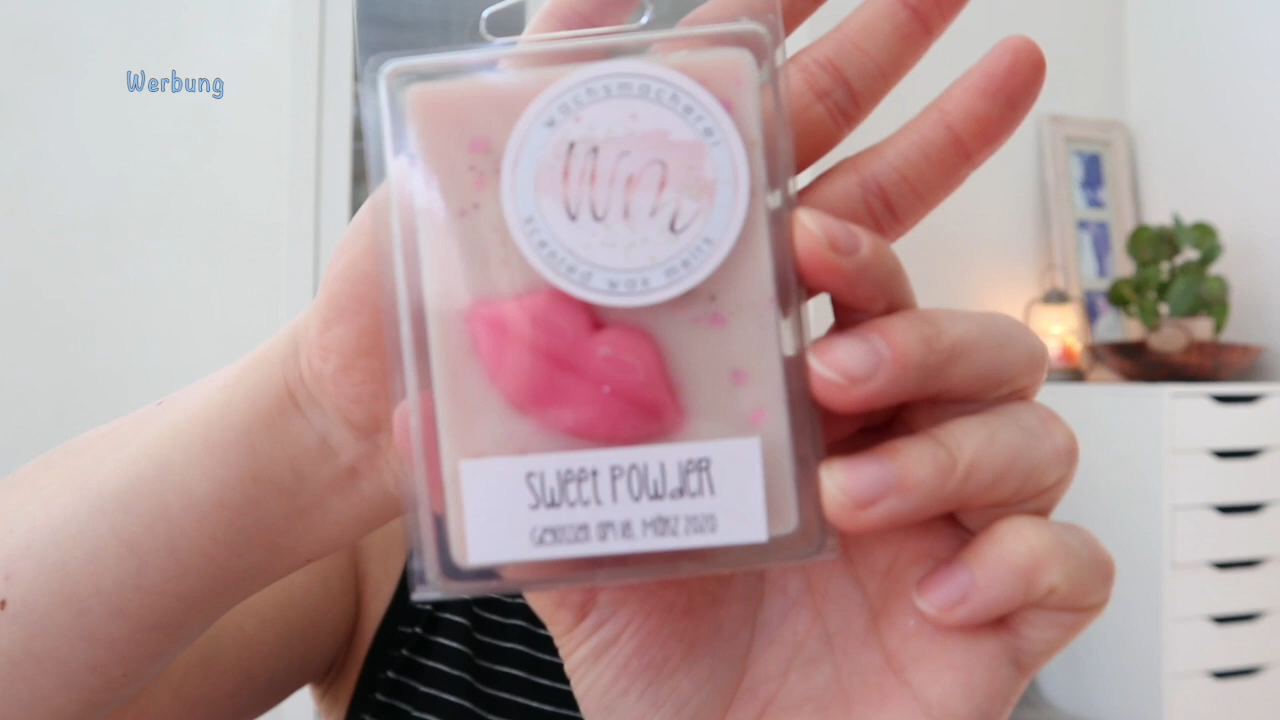 Werbung
wachsmacherei
Wm
scented wax melts
SWEET POWDER
GEGOSSEN AM 18. MÄRZ 2020